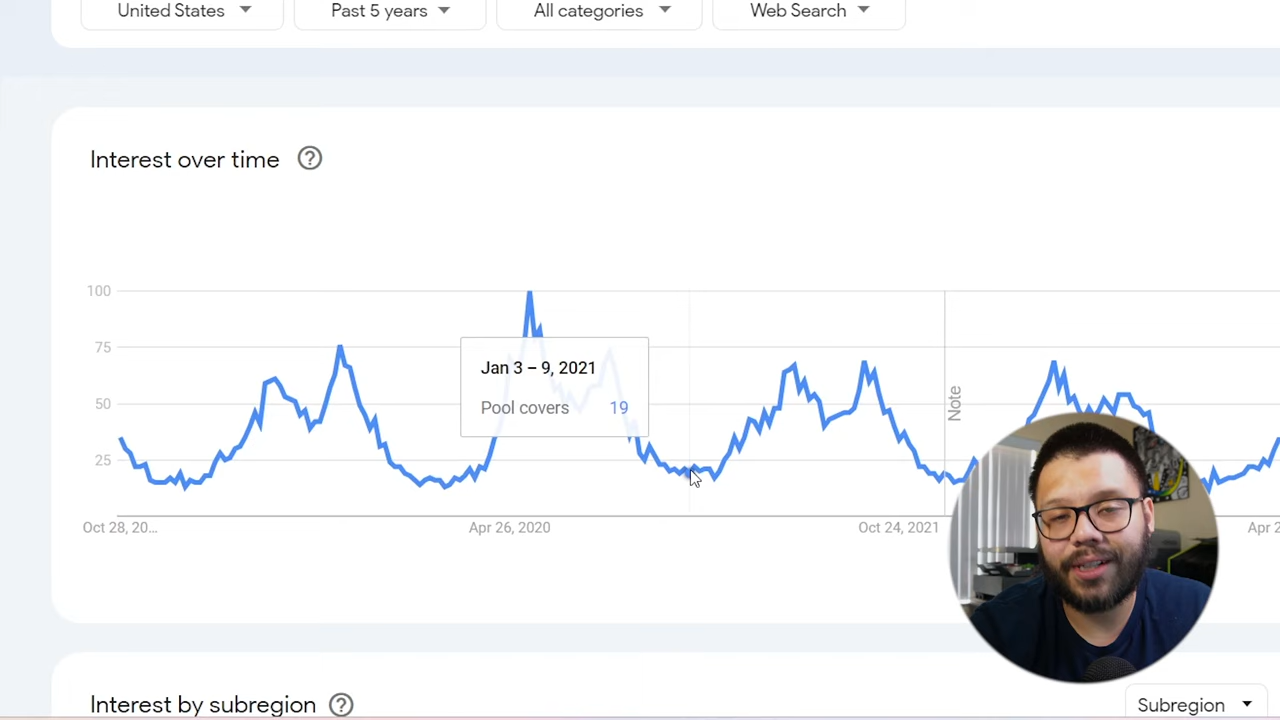 United States
Past 5 years
All categories
Web Search
Interest over time
100
75
50
25
Jan 3 – 9, 2021
Pool covers 19
Note
Oct 28, 20...
Apr 26, 2020
Oct 24, 2021
Apr 2
Interest by subregion
Subregion